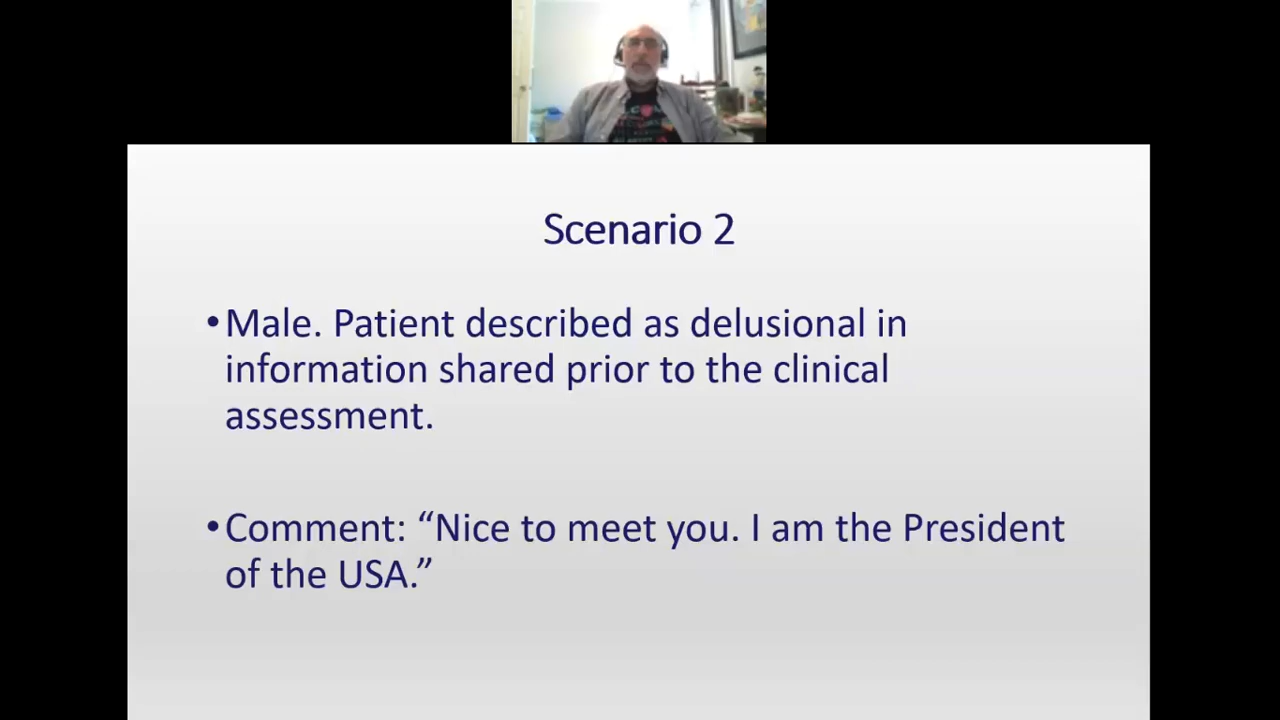 Scenario 2
•Male. Patient described as delusional in
information shared prior to the clinical
assessment.
•Comment: “Nice to meet you. I am the President
of the USA.”